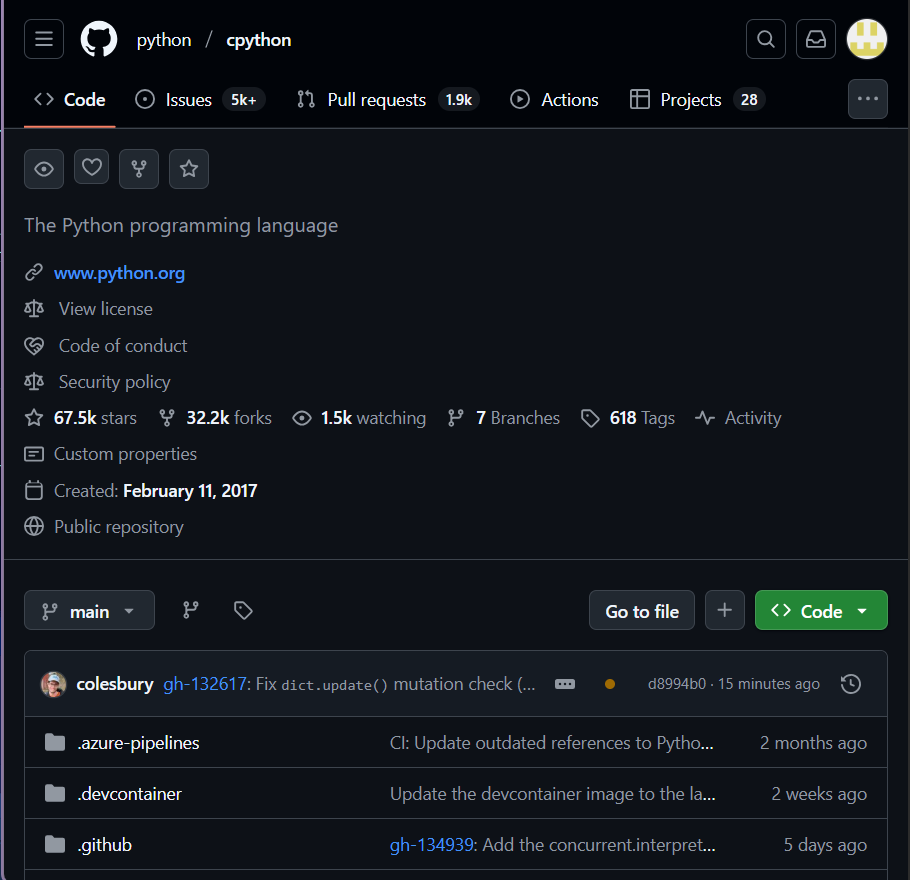 python / cpython
Code Issues 5k+ Pull requests 1.9k Actions Projects 28
The Python programming language
www.python.org
View license
Code of conduct
Security policy
67.5k stars 32.2k forks 1.5k watching 7 Branches 618 Tags Activity
Custom properties
Created: February 11, 2017
Public repository
main Go to file Code
colesbury gh-132617: Fix dict.update() mutation check (... d8994b0 · 15 minutes ago
.azure-pipelines CI: Update outdated references to Pytho... 2 months ago
.devcontainer Update the devcontainer image to the la... 2 weeks ago
.github gh-134939: Add the concurrent.interpret... 5 days ago